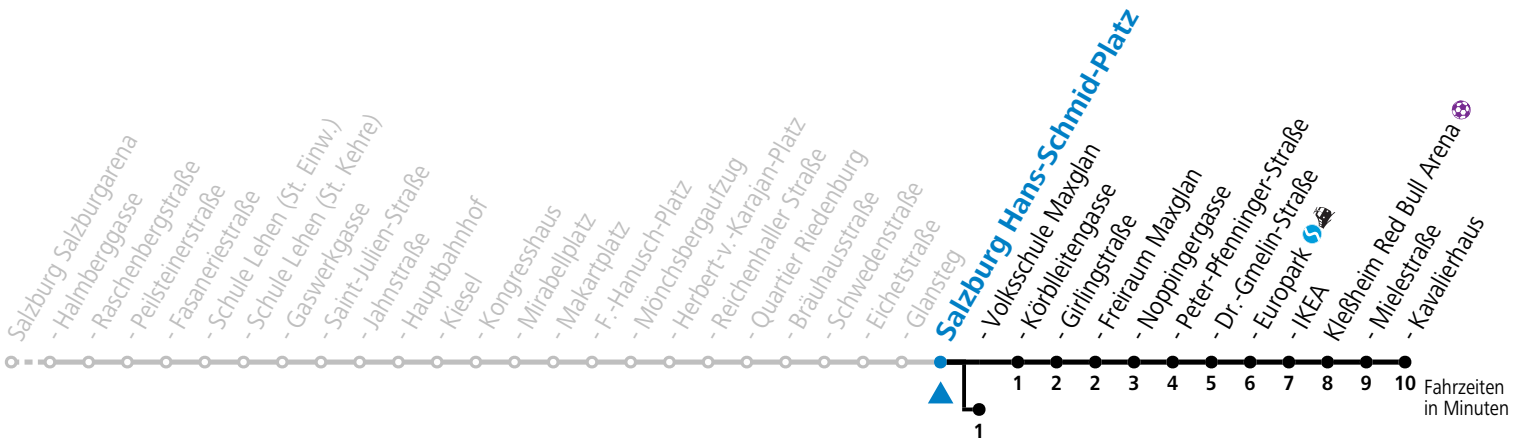 Salzburg Salzburgarena
- Halmberggasse
- Raschenbergstraße
- Peilsteinerstraße
- Fasaneriestraße
- Schule Lehen (St. Einw.)
- Schule Lehen (St. Kehre)
- Gaswerkgasse
- Saint-Julien-Straße
- Jahnstraße
- Hauptbahnhof
- Kiesel
- Kongresshaus
- Mirabellplatz
- Makartplatz
- F.-Hanusch-Platz
- Mönchsbergaufzug
- Herbert-v. Karajan-Platz
- Reichenhaller Straße
- Quartier Riedenburg
- Bräuhausstraße
- Schwedenstraße
- Eichetstraße
- Glansteg
Salzburg Hans-Schmid-Platz
- Volksschule Maxglan
- Körblleitengasse
- Girlingstraße
- Freiraum Maxglan
- Noppingergasse
- Peter-Pfenninger-Straße
- Dr.-Gmelin-Straße
- Europark
- IKEA
Kleßheim Red Bull Arena
- Mielestraße
- Kavalierhaus
1 2 2 3 4 5 6 7 8 9 10
Fahrzeiten
in Minuten
1